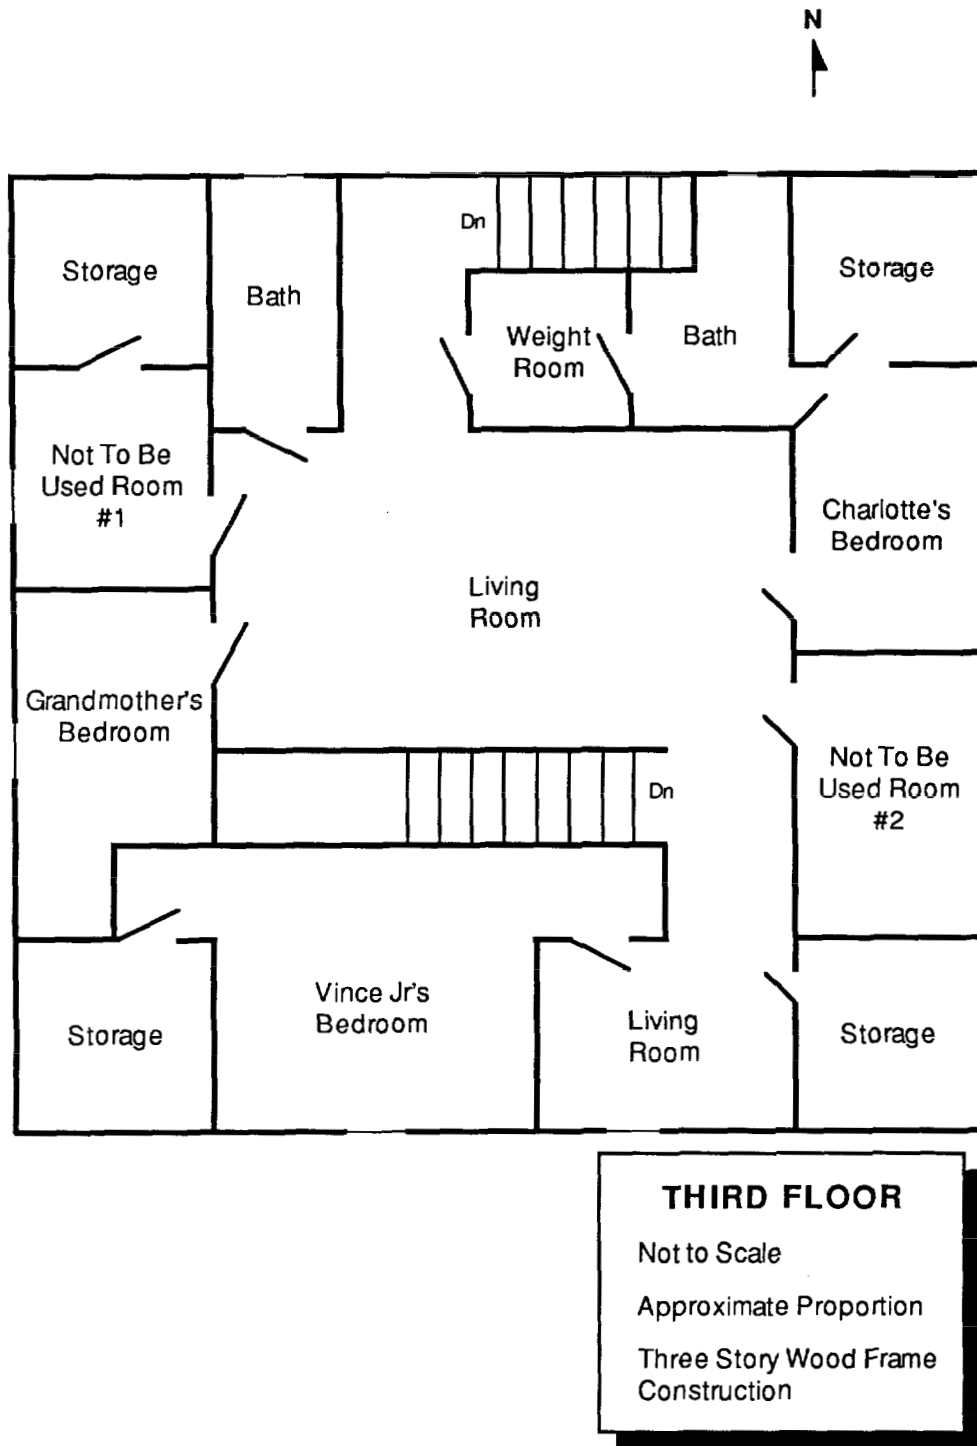 N
Dn
Storage
Bath
Storage
Weight
Room
Bath
Not To Be
Used Room
#1
Charlotte's
Bedroom
Living
Room
Grandmother's
Bedroom
Dn
Not To Be
Used Room
#2
Vince Jr's
Bedroom
Storage
Living
Room
Storage
THIRD FLOOR
Not to Scale
Approximate Proportion
Three Story Wood Frame
Construction